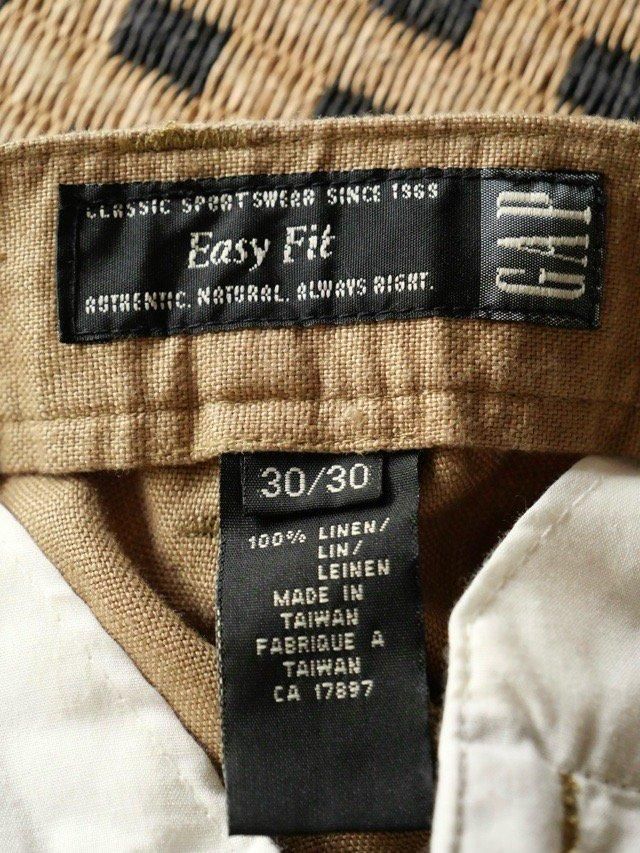 CLASSIC SPORTSWEAR SINCE 1969
Easy Fit
AUTHENTIC. NATURAL. ALWAYS RIGHT.
GAP
30/30
100% LINEN/
LIN/
LEINEN
MADE IN
TAIWAN
FABRIQUE A
TAIWAN
CA 17897